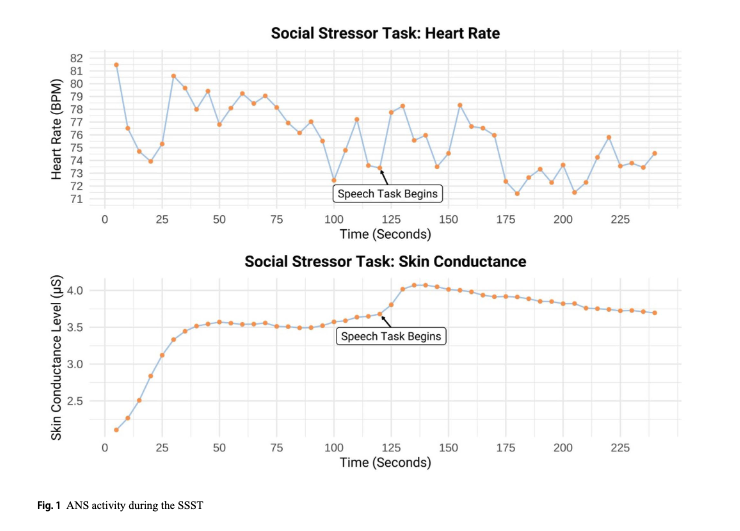 Social Stressor Task: Heart Rate
Heart Rate (BPM)
82
81
80
79
78
77
76
75
74
73
72
71
Speech Task Begins
0 25 50 75 100 125 150 175 200 225
Time (Seconds)
Social Stressor Task: Skin Conductance
Skin Conductance Level (µS)
4.0
3.5
3.0
2.5
Speech Task Begins
0 25 50 75 100 125 150 175 200 225
Time (Seconds)
Fig. 1 ANS activity during the SSST